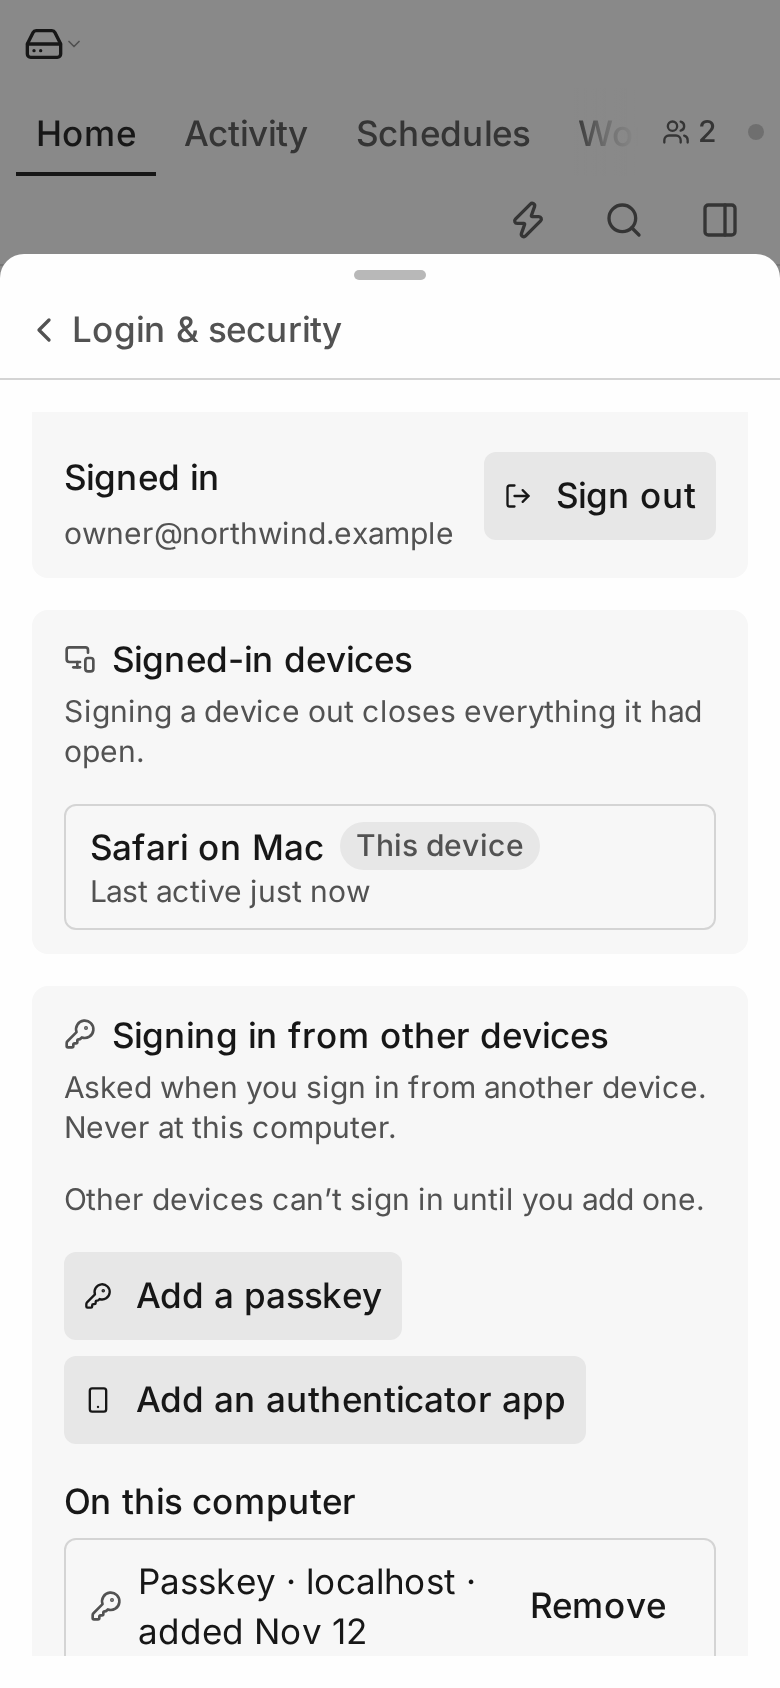 Home Activity Schedules Wo 2
Login & security
Signed in
owner@northwind.example
Sign out
Signed-in devices
Signing a device out closes everything it had
open.
Safari on Mac This device
Last active just now
Signing in from other devices
Asked when you sign in from another device.
Never at this computer.
Other devices can’t sign in until you add one.
Add a passkey
Add an authenticator app
On this computer
Passkey · localhost ·
added Nov 12
Remove